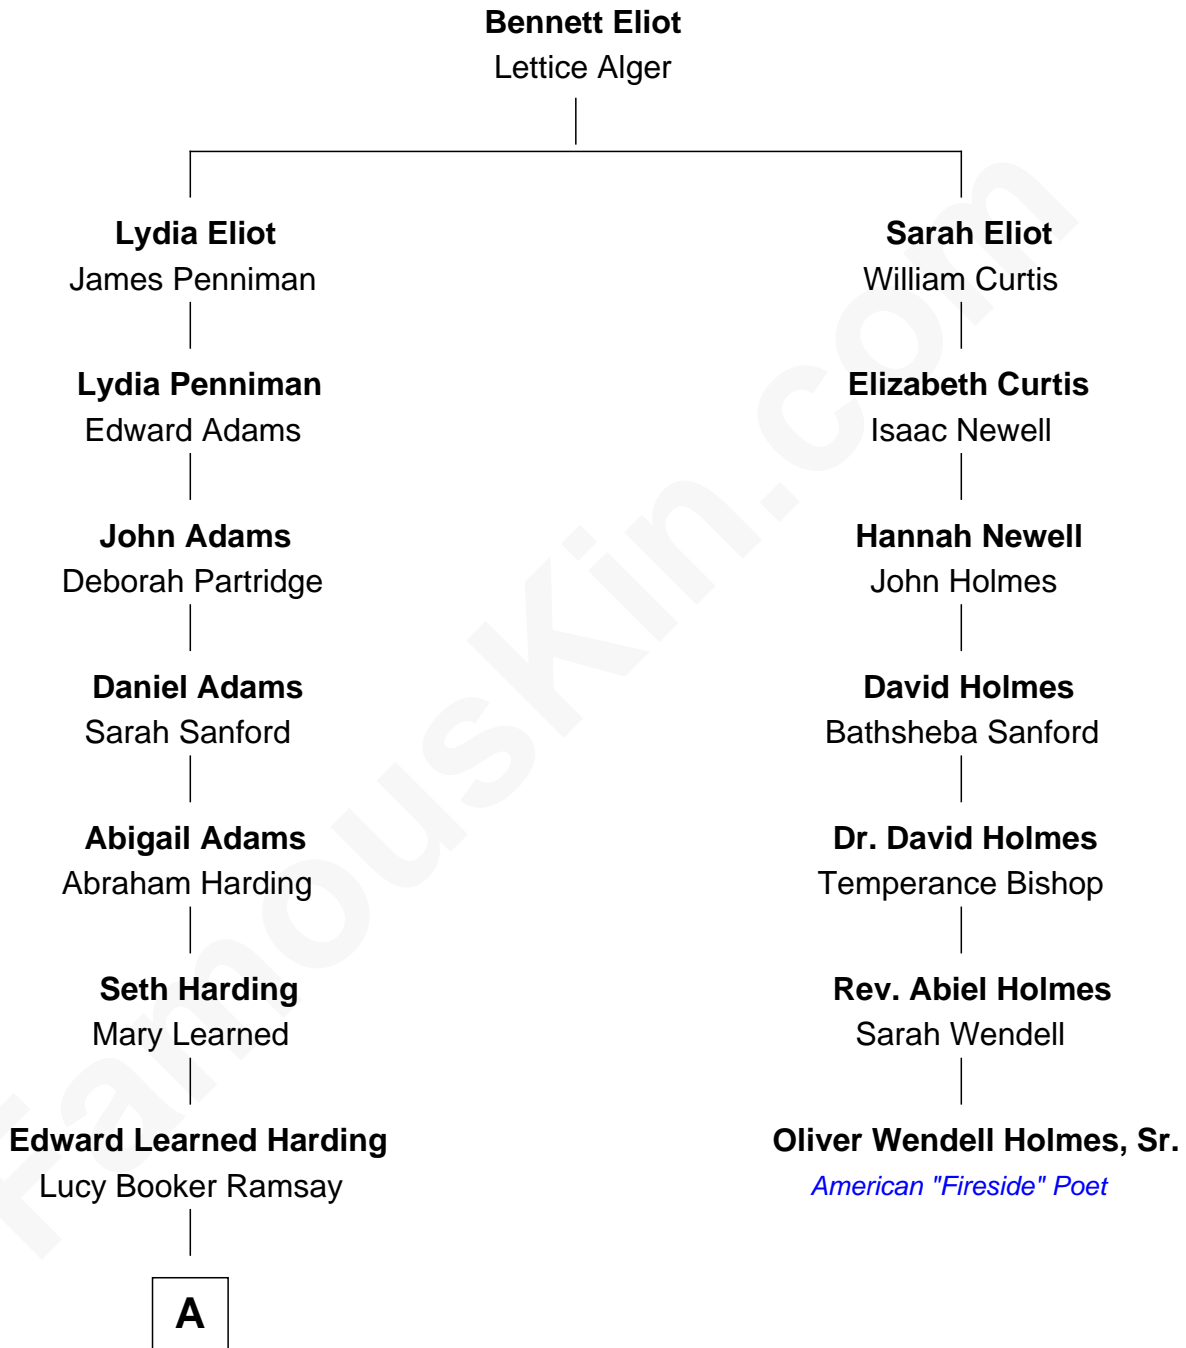 Bennett Eliot
Lettice Alger
Lydia Eliot
James Penniman
Sarah Eliot
William Curtis
Lydia Penniman
Edward Adams
Elizabeth Curtis
Isaac Newell
John Adams
Deborah Partridge
Hannah Newell
John Holmes
Daniel Adams
Sarah Sanford
David Holmes
Bathsheba Sanford
Abigail Adams
Abraham Harding
Dr. David Holmes
Temperance Bishop
Seth Harding
Mary Learned
Rev. Abiel Holmes
Sarah Wendell
Edward Learned Harding
Lucy Booker Ramsay
Oliver Wendell Holmes, Sr.
American "Fireside" Poet
A
FamousKin.com